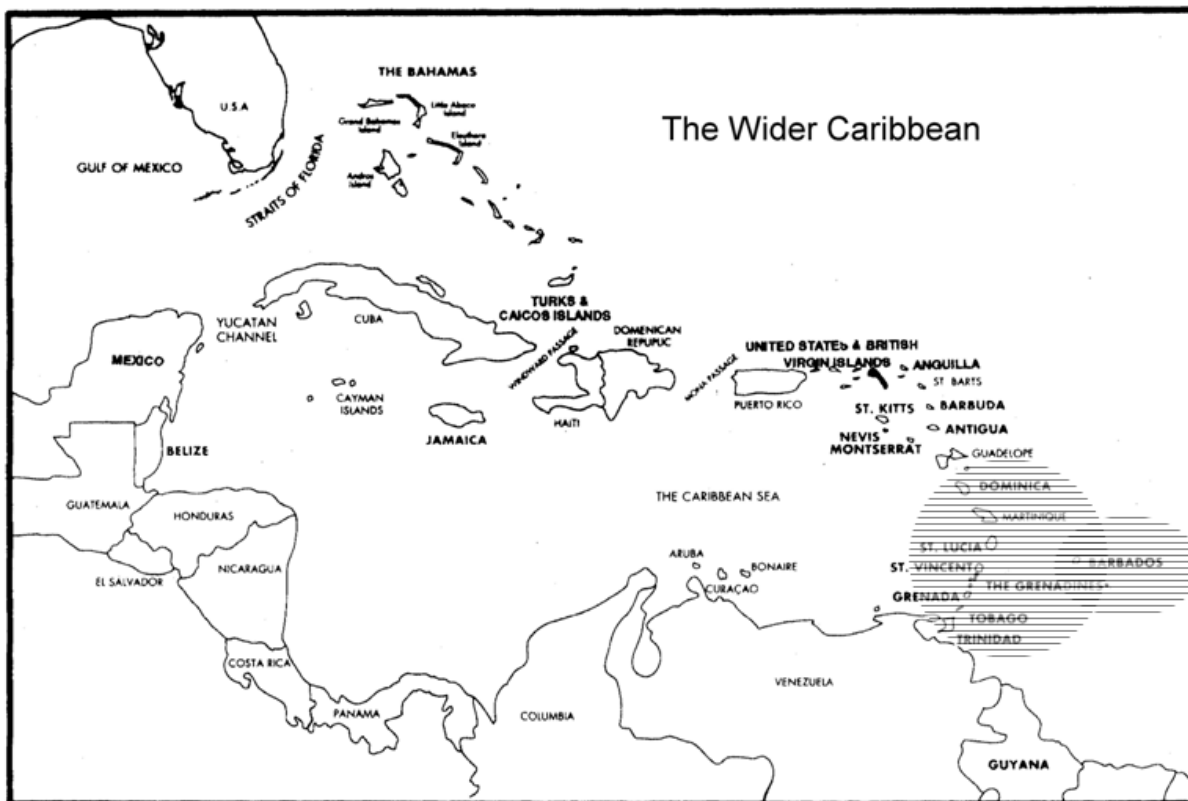 THE BAHAMAS
U.S.A
Little Abaco
Island
Grand Bahamas
Island
Eleuthera
Island
The Wider Caribbean
GULF OF MEXICO
STRAITS OF FLORIDA
Andros
Island
TURKS &
CAICOS ISLANDS
YUCATAN
CHANNEL
CUBA
WINDWARD PASSAGE
DOMENICAN
REPUPUC
MONA PASSAGE
UNITED STATES & BRITISH
VIRGIN ISLANDS
ANGUILLA
ST BARTS
MEXICO
CAYMAN
ISLANDS
JAMAICA
HAITI
PUERTO RICO
ST. KITTS
BARBUDA
NEVIS
ANTIGUA
MONTSERRAT
BELIZE
GUADELOPE
DOMINICA
THE CARIBBEAN SEA
GUATEMALA
HONDURAS
MARTINIQUE
ST. LUCIA
ARUBA
BONAIRE
CURAÇAO
ST. VINCENT
BARBADOS
EL SALVADOR
NICARAGUA
THE GRENADINES
GRENADA
TOBAGO
TRINIDAD
COSTA RICA
VENEZUELA
PANAMA
COLUMBIA
GUYANA